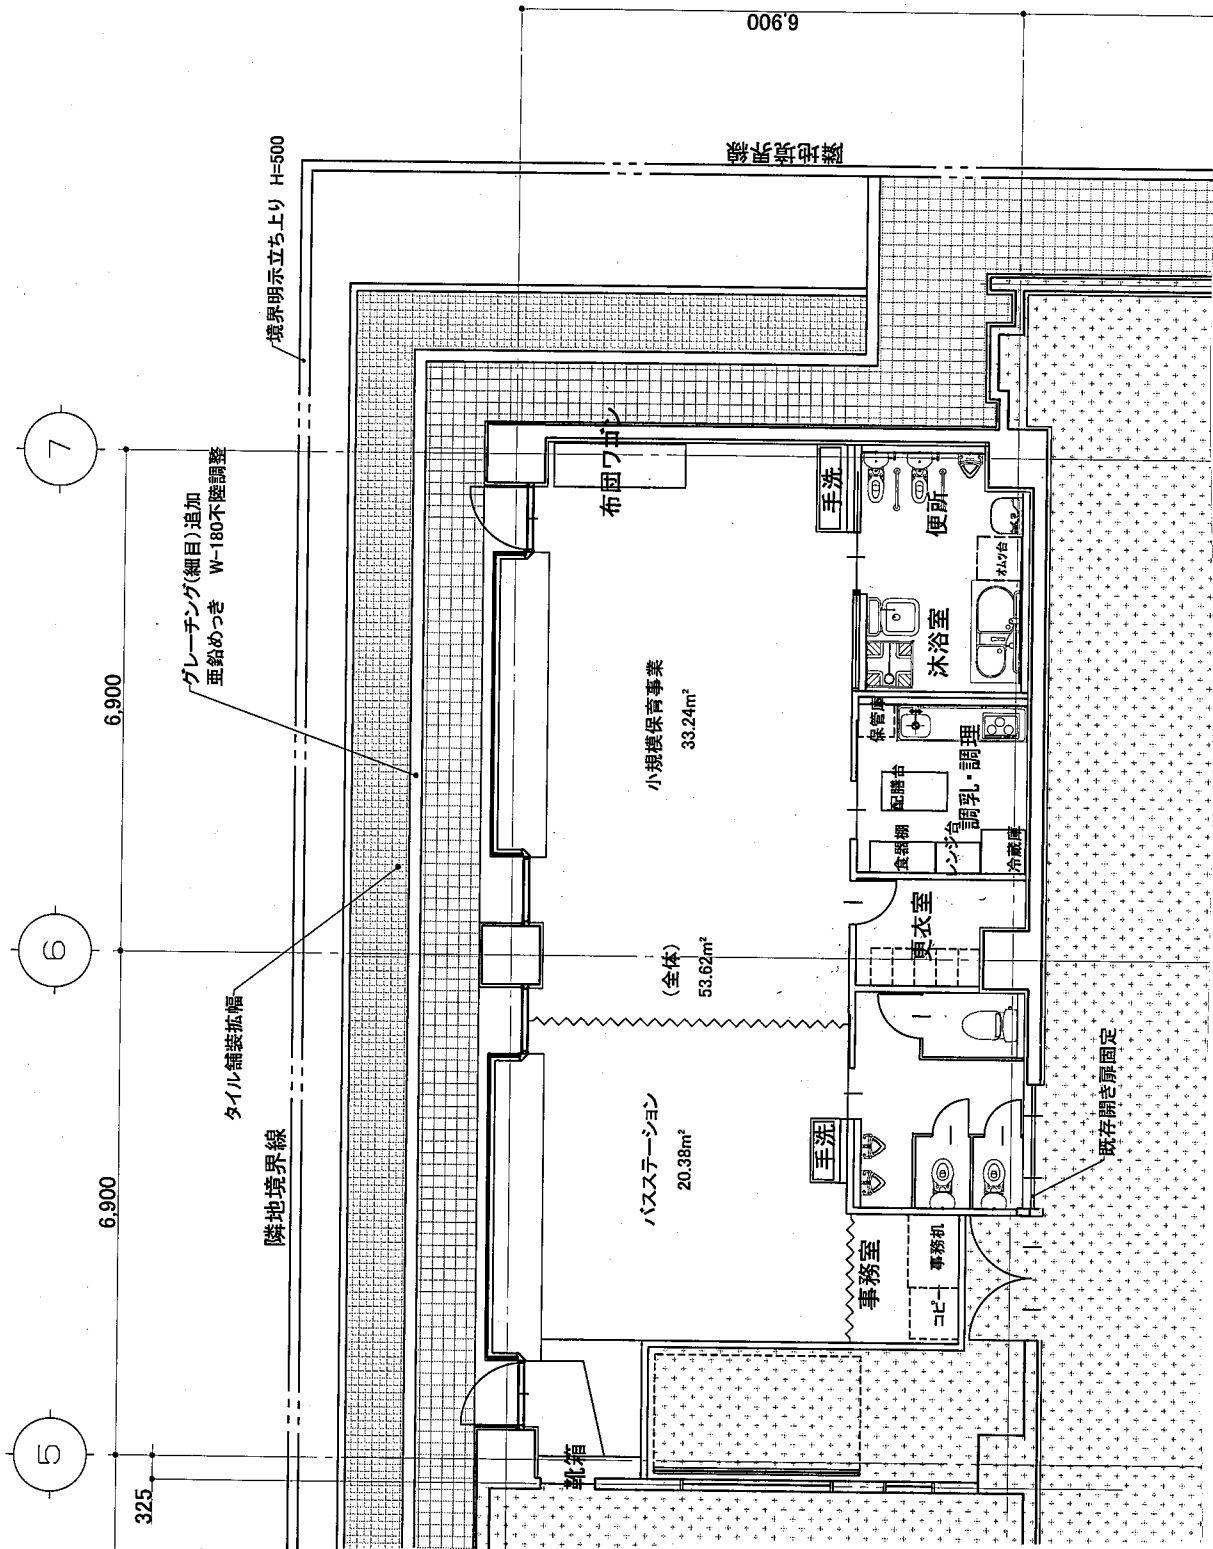 境界明示立ち上り H=500
グレーチング(細目)追加
亜鉛めっき W-180不陸調整
タイル舗装拡幅
隣地境界線
隣地境界線
5
6
7
325
6,900
6,900
6,900
靴箱
バスステーション
20.38m²
(全体)
53.62m²
小規模保育事業
33.24m²
布団ワゴン
手洗
手洗
事務室
コピー
事務机
更衣室
食器棚
レンジ台
冷蔵庫
配膳台
調乳・調理
保管庫
沐浴室
便所
オムツ台
既存開き扉固定